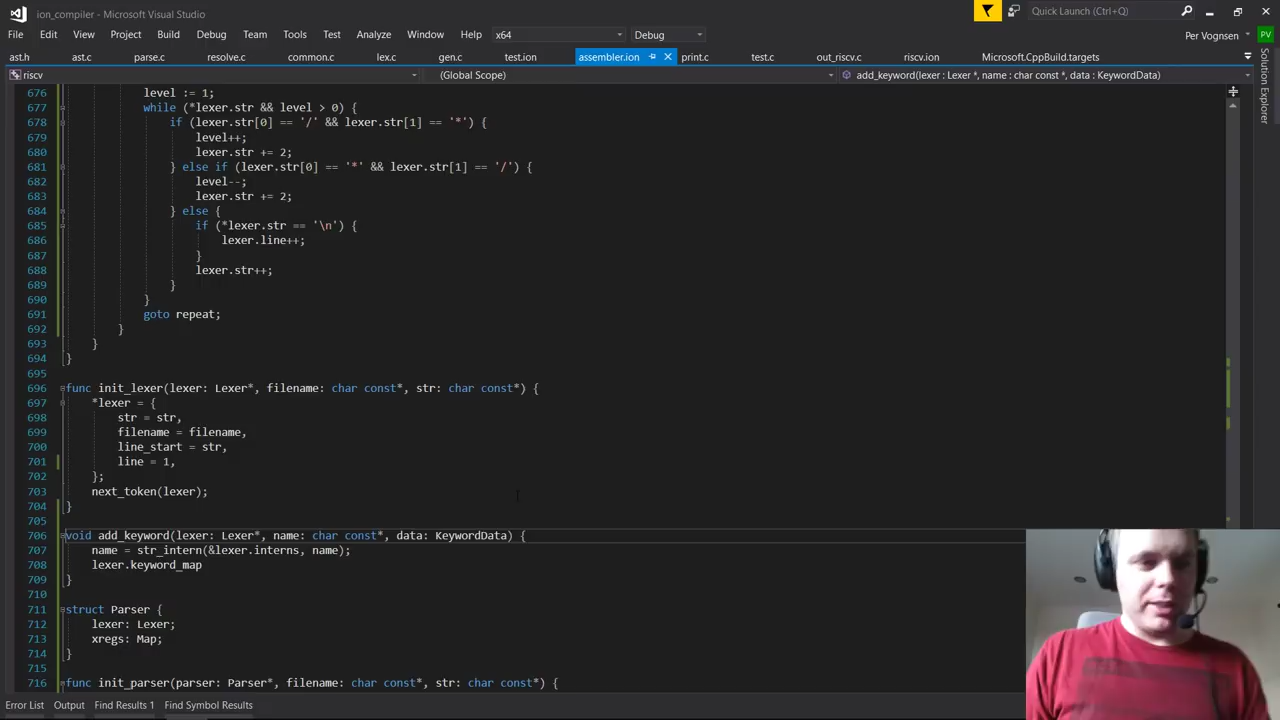 ion_compiler - Microsoft Visual Studio
Quick Launch (Ctrl+Q)
File Edit View Project Build Debug Team Tools Test Analyze Window Help x64 Debug
Per Vognsen PV
ast.h ast.c parse.c resolve.c common.c lex.c gen.c test.ion assembler.ion print.c test.c out_riscv.c riscv.ion Microsoft.CppBuild.targets
riscv (Global Scope) add_keyword(lexer : Lexer *, name : char const *, data : KeywordData)
Solution Explorer
676 level := 1;
677 while (*lexer.str && level > 0) {
678 if (lexer.str[0] == '/' && lexer.str[1] == '*') {
679 level++;
680 lexer.str += 2;
681 } else if (lexer.str[0] == '*' && lexer.str[1] == '/') {
682 level--;
683 lexer.str += 2;
684 } else {
685 if (*lexer.str == '\n') {
686 lexer.line++;
687 }
688 lexer.str++;
689 }
690 }
691 goto repeat;
692 }
693 }
694 }
695
696 func init_lexer(lexer: Lexer*, filename: char const*, str: char const*) {
697 *lexer = {
698 str = str,
699 filename = filename,
700 line_start = str,
701 line = 1,
702 };
703 next_token(lexer);
704 }
705
706 void add_keyword(lexer: Lexer*, name: char const*, data: KeywordData) {
707 name = str_intern(&lexer.interns, name);
708 lexer.keyword_map
709 }
710
711 struct Parser {
712 lexer: Lexer;
713 xregs: Map;
714 }
715
716 func init_parser(parser: Parser*, filename: char const*, str: char const*) {
Error List Output Find Results 1 Find Symbol Results